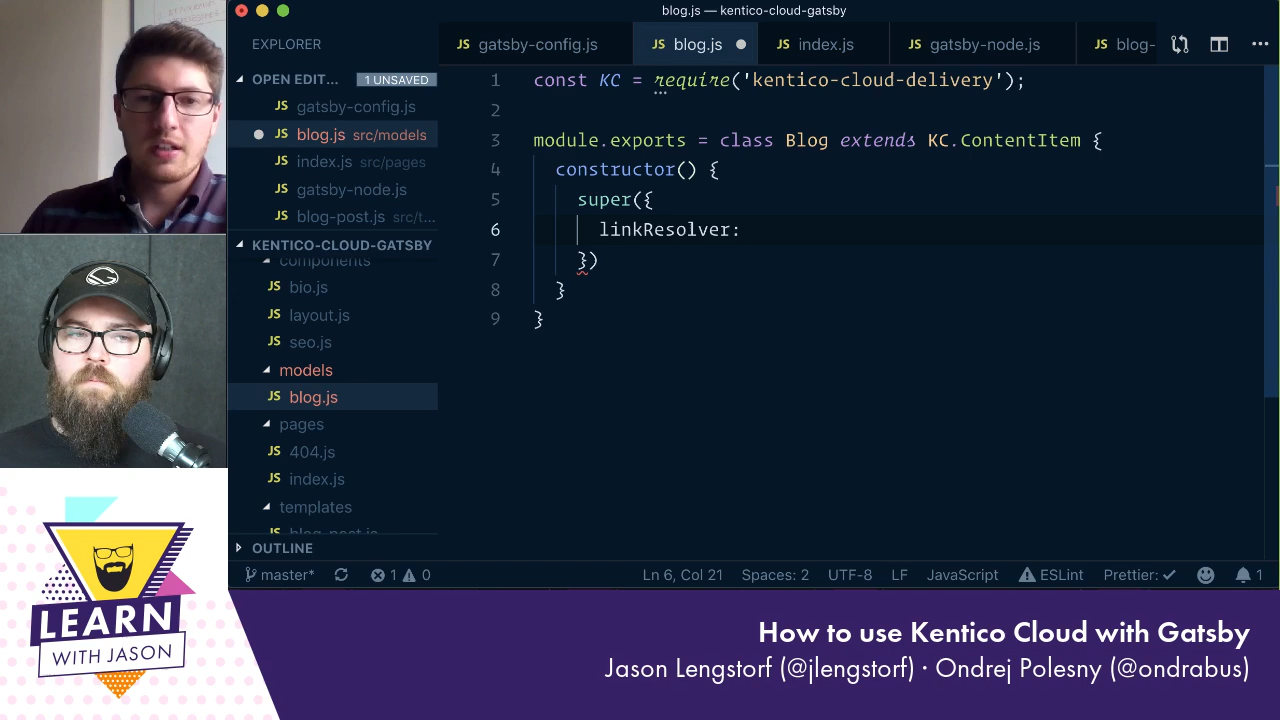 blog.js — kentico-cloud-gatsby
EXPLORER
OPEN EDIT... 1 UNSAVED
JS gatsby-config.js
JS blog.js src/models
JS index.js src/pages
JS gatsby-node.js
JS blog-post.js src/t...
KENTICO-CLOUD-GATSBY
components
JS bio.js
JS layout.js
JS seo.js
models
JS blog.js
pages
JS 404.js
JS index.js
templates
blog-post.js
OUTLINE
JS gatsby-config.js JS blog.js JS index.js JS gatsby-node.js JS blog-
1 const KC = require('kentico-cloud-delivery');
2
3 module.exports = class Blog extends KC.ContentItem {
4 constructor() {
5 super({
6 linkResolver:
7 })
8 }
9 }
master* 1 0 Ln 6, Col 21 Spaces: 2 UTF-8 LF JavaScript ESLint Prettier: 1
LEARN
WITH JASON
How to use Kentico Cloud with Gatsby
Jason Lengstorf (@jlengstorf) · Ondrej Polesny (@ondrabus)